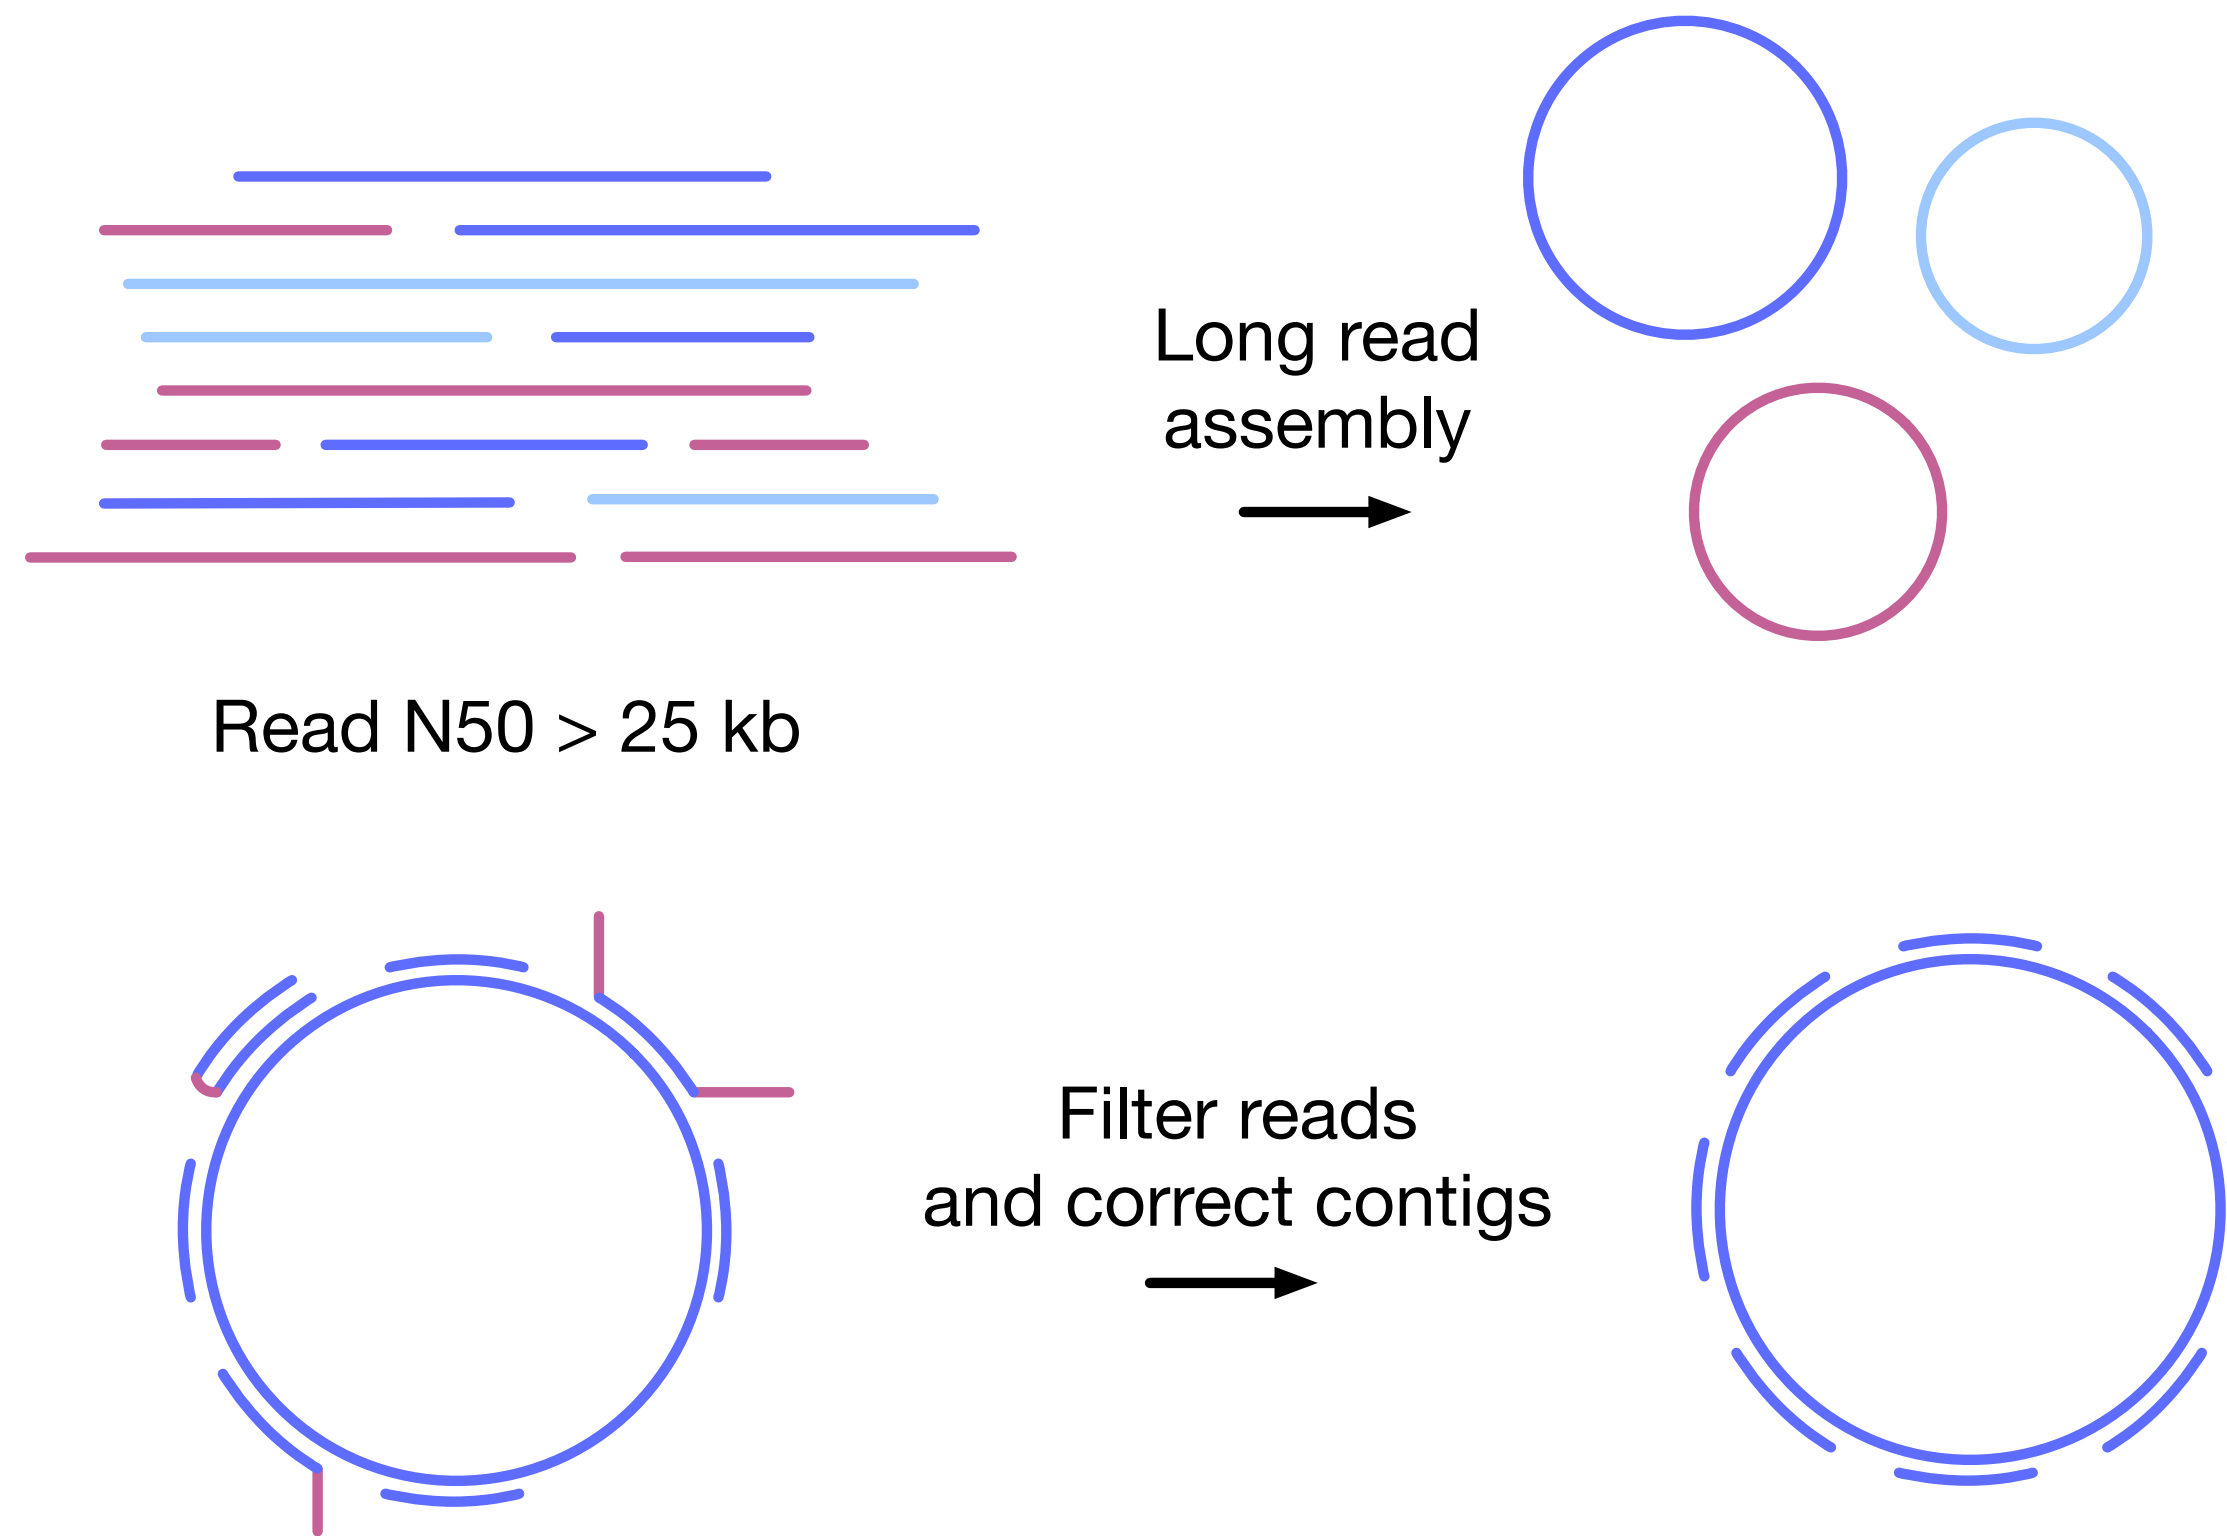 Long read
assembly
Read N50 > 25 kb
Filter reads
and correct contigs